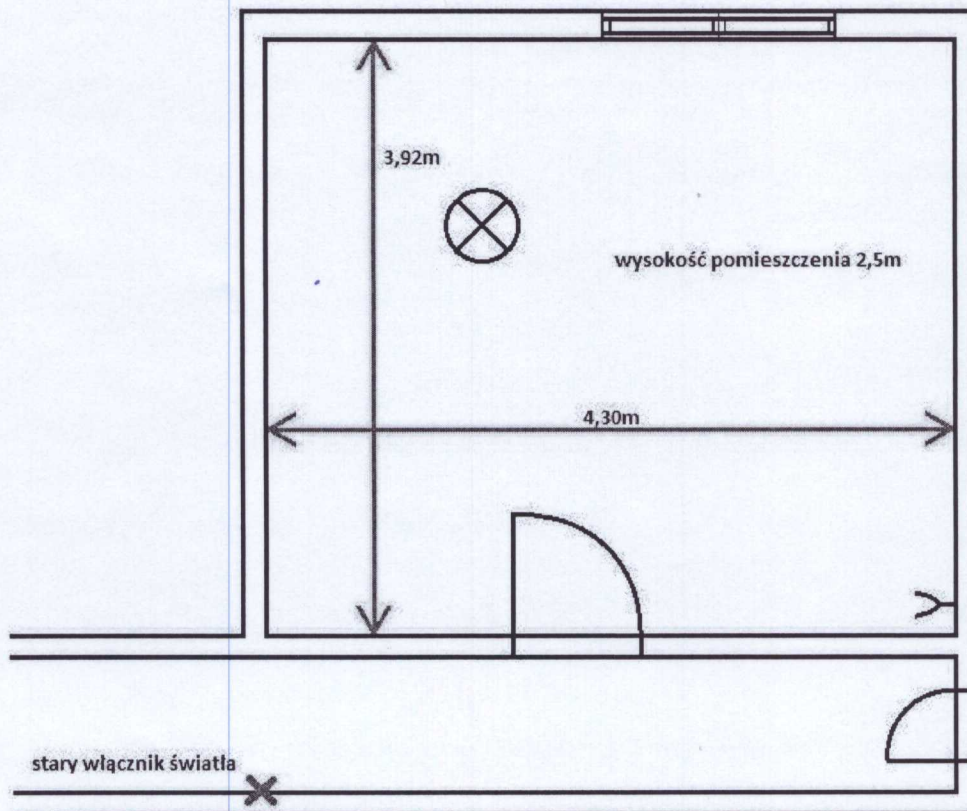 3,92m
wysokość pomieszczenia 2,5m
4,30m
stary włącznik światła